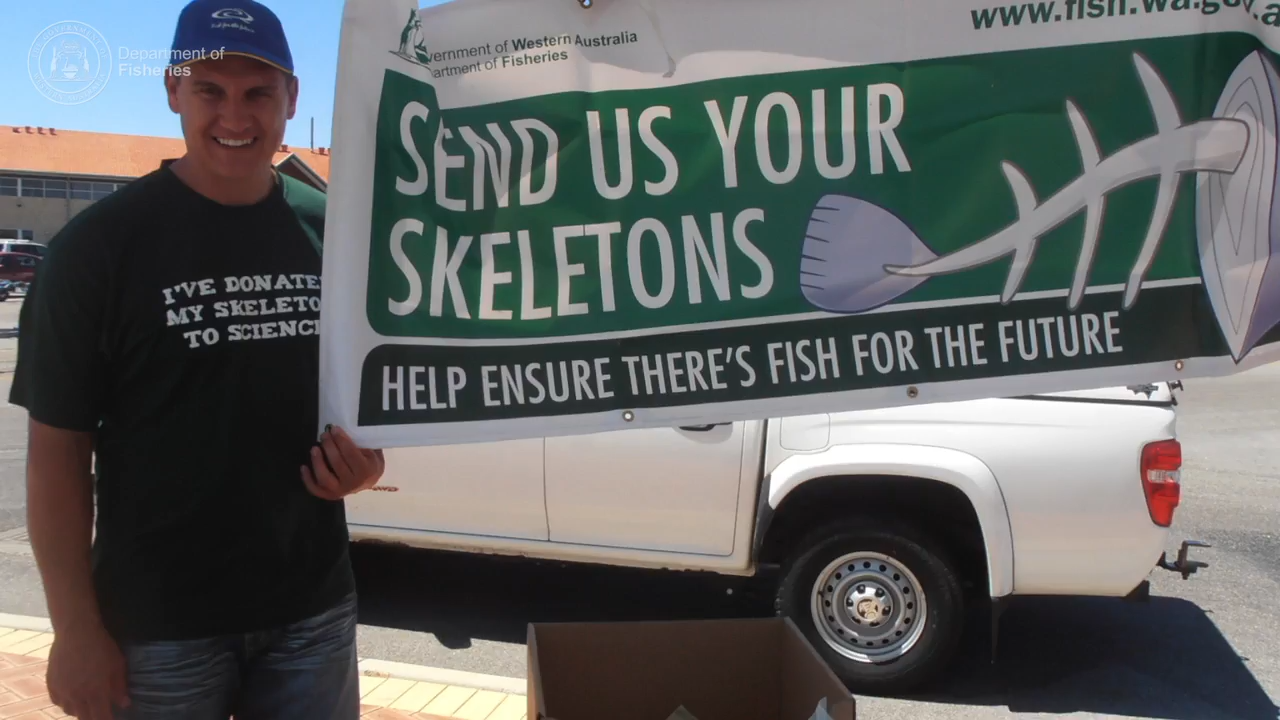 Department of
Fisheries
vernment of Western Australia
artment of Fisheries
www.fish.wa.gov.a
SEND US YOUR
SKELETONS
HELP ENSURE THERE'S FISH FOR THE FUTURE
I'VE DONATE
MY SKELETO
TO SCIENC